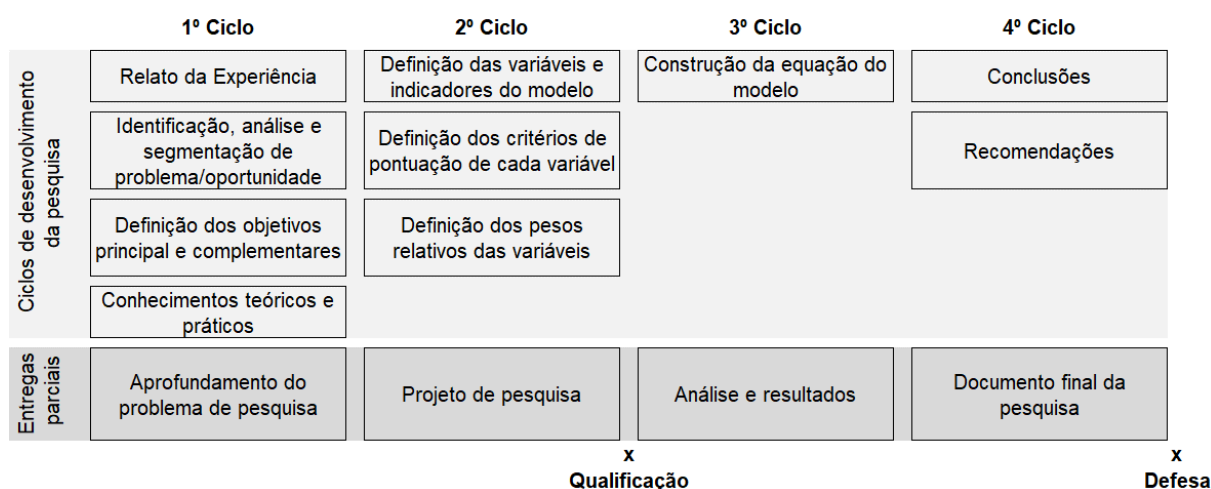 1º Ciclo
2º Ciclo
3º Ciclo
4º Ciclo
Ciclos de desenvolvimento
da pesquisa
Relato da Experiência
Identificação, análise e
segmentação de
problema/oportunidade
Definição dos objetivos
principal e complementares
Conhecimentos teóricos e
práticos
Definição das variáveis e
indicadores do modelo
Definição dos critérios de
pontuação de cada variável
Definição dos pesos
relativos das variáveis
Construção da equação do
modelo
Conclusões
Recomendações
Entregas
parciais
Aprofundamento do
problema de pesquisa
Projeto de pesquisa
Análise e resultados
Documento final da
pesquisa
x
Qualificação
x
Defesa